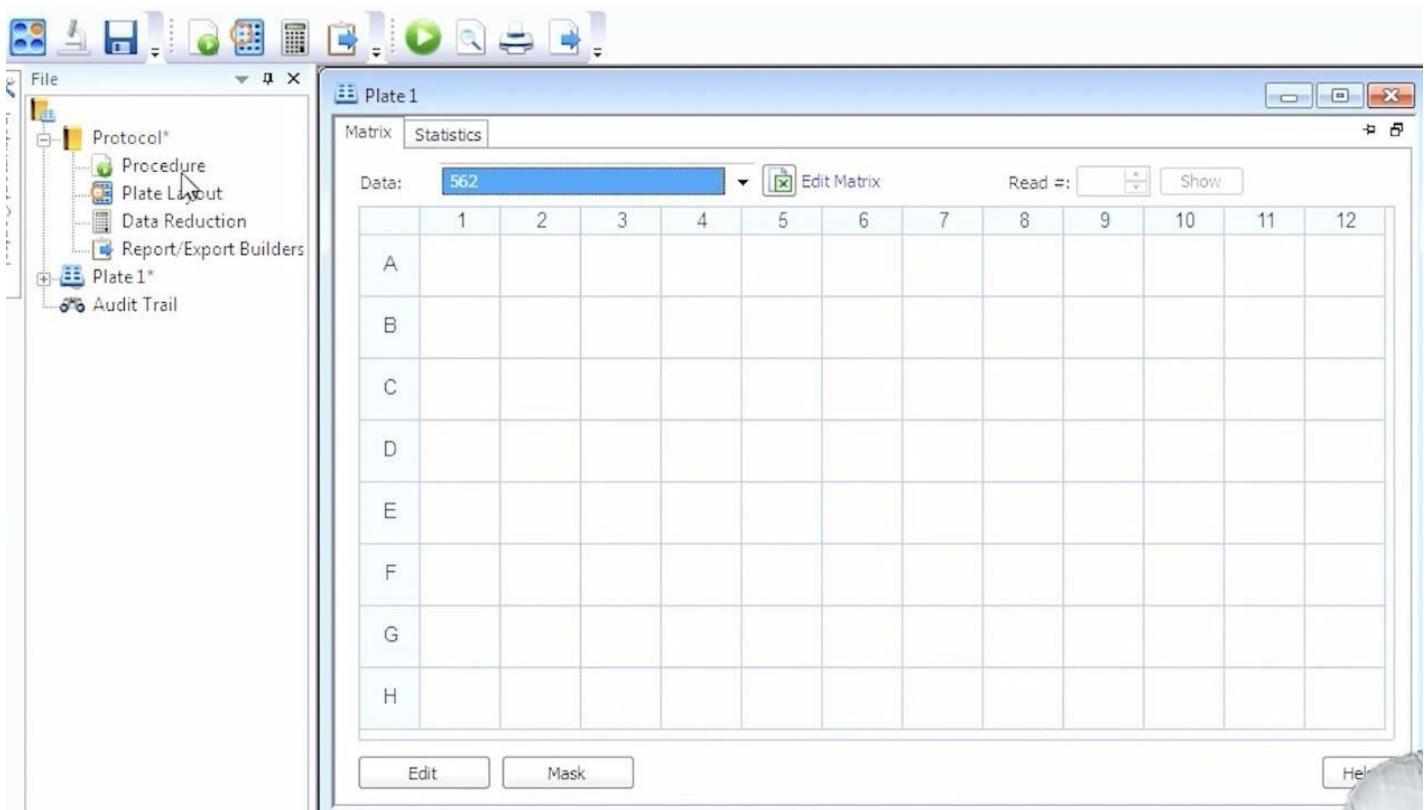 File
Protocol*
Procedure
Plate Layout
Data Reduction
Report/Export Builders
Plate 1*
Audit Trail
Plate 1
Matrix Statistics
Data: 562 Edit Matrix Read #: Show
1 2 3 4 5 6 7 8 9 10 11 12
A
B
C
D
E
F
G
H
Edit Mask